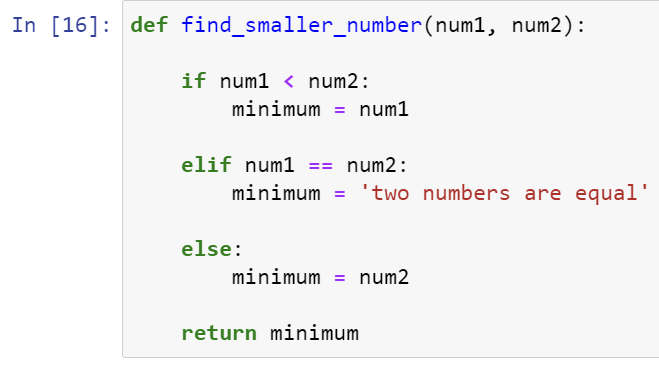 In [16]: def find_smaller_number(num1, num2):
if num1 < num2:
minimum = num1
elif num1 == num2:
minimum = 'two numbers are equal'
else:
minimum = num2
return minimum